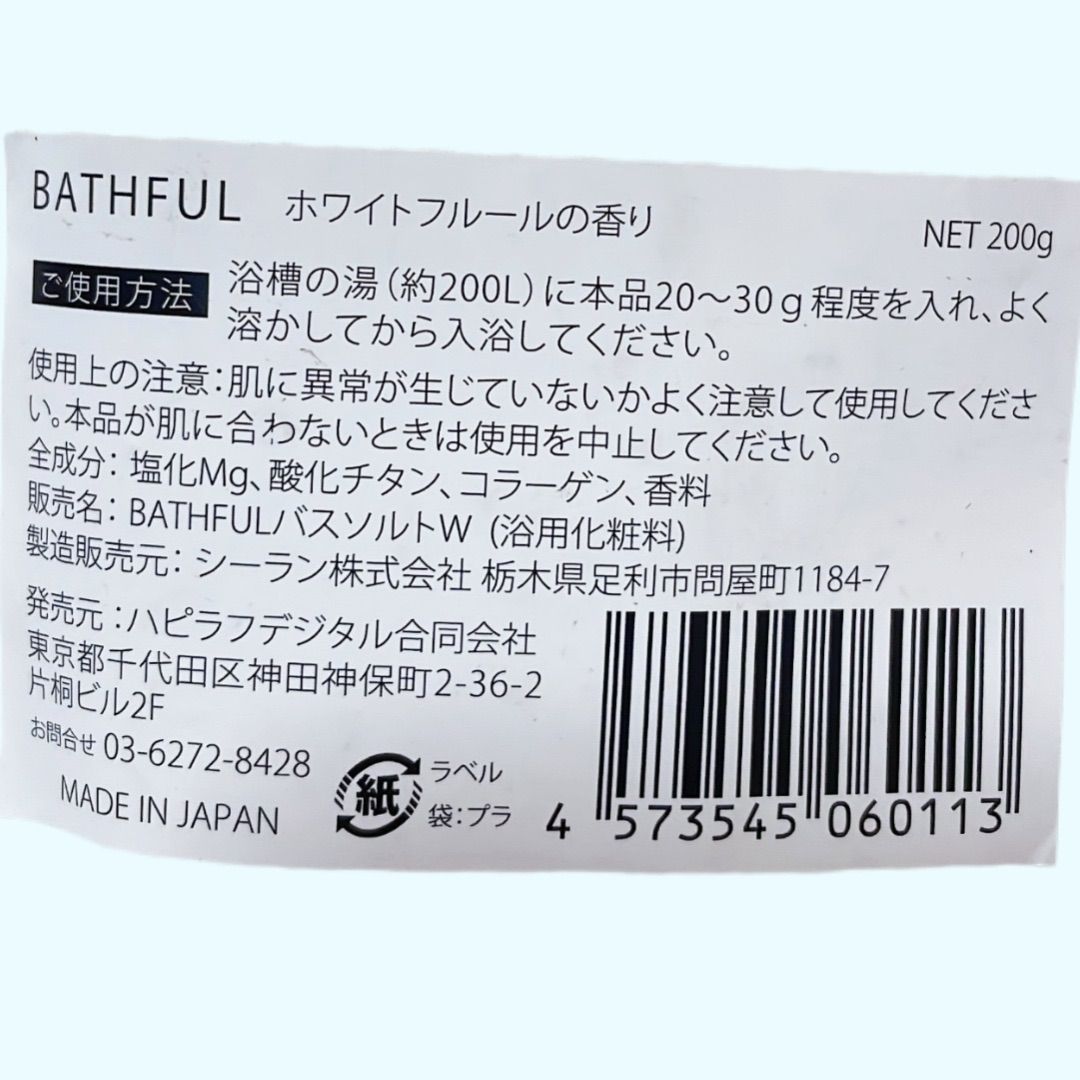 BATHFUL ホワイトフルールの香り NET 200g
ご使用方法 浴槽の湯(約200L)に本品20～30g程度を入れ、よく
溶かしてから入浴してください。
使用上の注意：肌に異常が生じていないかよく注意して使用してくださ
い。本品が肌に合わないときは使用を中止してください。
全成分：塩化Mg、酸化チタン、コラーゲン、香料
販売名：BATHFULバスソルトW (浴用化粧料)
製造販売元：シーラン株式会社 栃木県足利市問屋町1184-7
発売元：ハピラフデジタル合同会社
東京都千代田区神田神保町2-36-2
片桐ビル2F
お問合せ 03-6272-8428
MADE IN JAPAN
紙 ラベル
袋：プラ
4 573545 060113